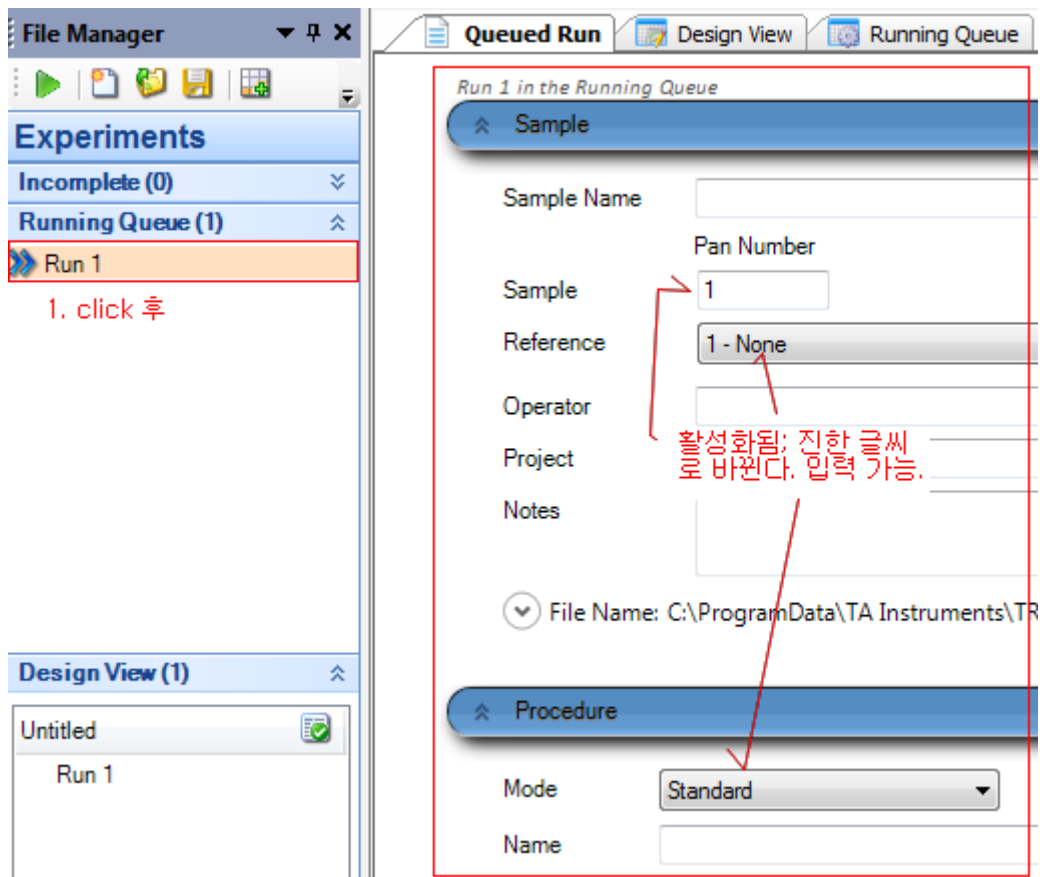 File Manager
Queued Run
Design View
Running Queue
Experiments
Incomplete (0)
Running Queue (1)
Run 1
1. click 후
Design View (1)
Untitled
Run 1
Run 1 in the Running Queue
Sample
Sample Name
Pan Number
Sample
1
Reference
1 - None
Operator
Project
활성화됨; 진한 글씨
로 바뀐다. 입력 가능.
Notes
File Name: C:\ProgramData\TA Instruments\TR
Procedure
Mode
Standard
Name